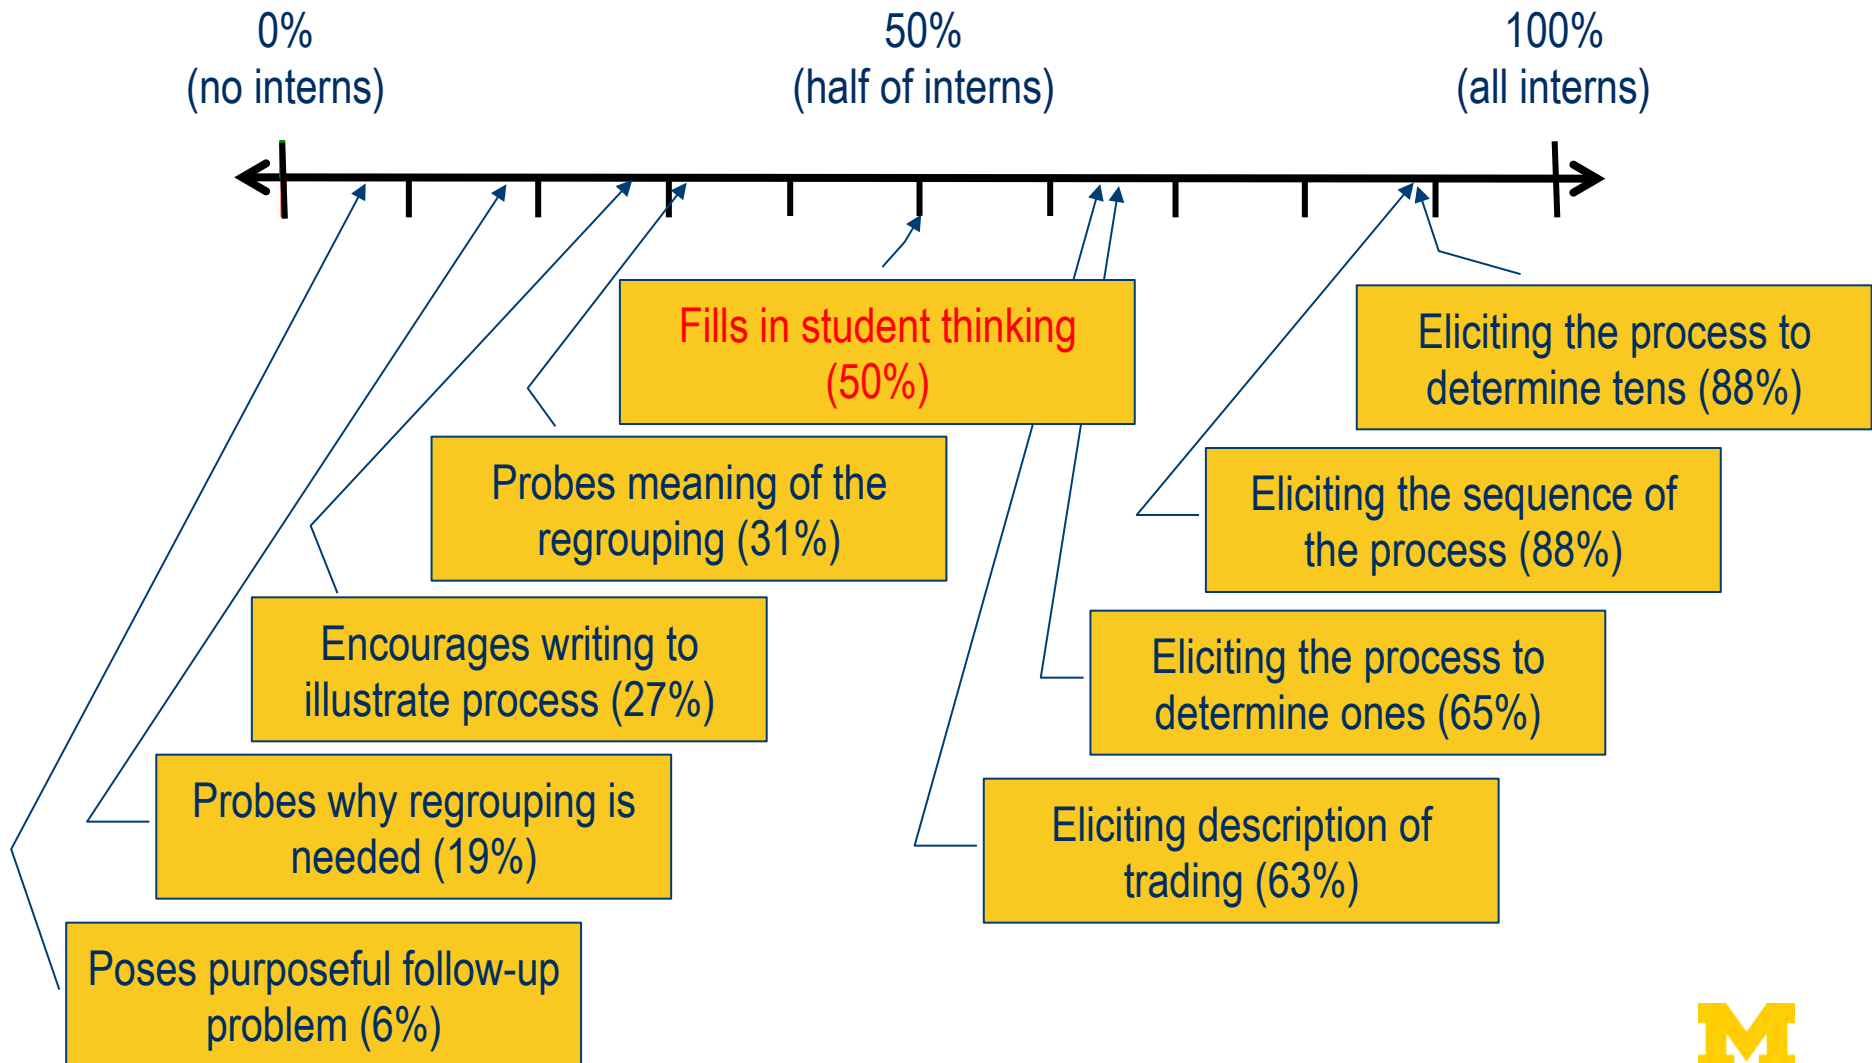 0%
(no interns)
50%
(half of interns)
100%
(all interns)
Fills in student thinking
(50%)
Eliciting the process to
determine tens (88%)
Probes meaning of the
regrouping (31%)
Eliciting the sequence of
the process (88%)
Encourages writing to
illustrate process (27%)
Eliciting the process to
determine ones (65%)
Probes why regrouping is
needed (19%)
Eliciting description of
trading (63%)
Poses purposeful follow-up
problem (6%)
M